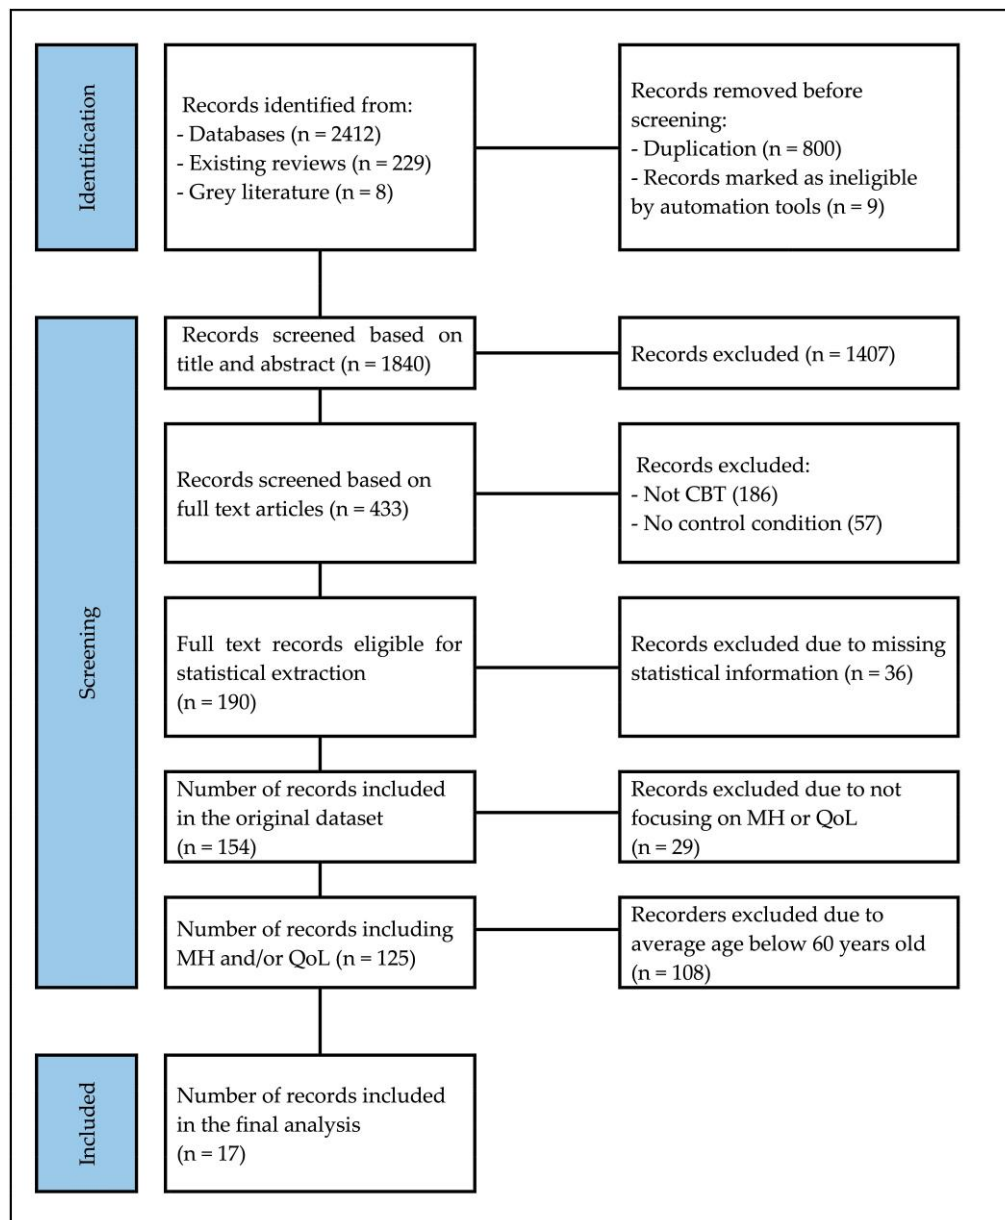 Identification
Records identified from:
- Databases (n = 2412)
- Existing reviews (n = 229)
- Grey literature (n = 8)
Records removed before
screening:
- Duplication (n = 800)
- Records marked as ineligible
by automation tools (n = 9)
Screening
Records screened based on
title and abstract (n = 1840)
Records excluded (n = 1407)
Records screened based on
full text articles (n = 433)
Records excluded:
- Not CBT (186)
- No control condition (57)
Full text records eligible for
statistical extraction
(n = 190)
Records excluded due to missing
statistical information (n = 36)
Number of records included
in the original dataset
(n = 154)
Records excluded due to not
focusing on MH or QoL
(n = 29)
Number of records including
MH and/or QoL (n = 125)
Recorders excluded due to
average age below 60 years old
(n = 108)
Included
Number of records included
in the final analysis
(n = 17)